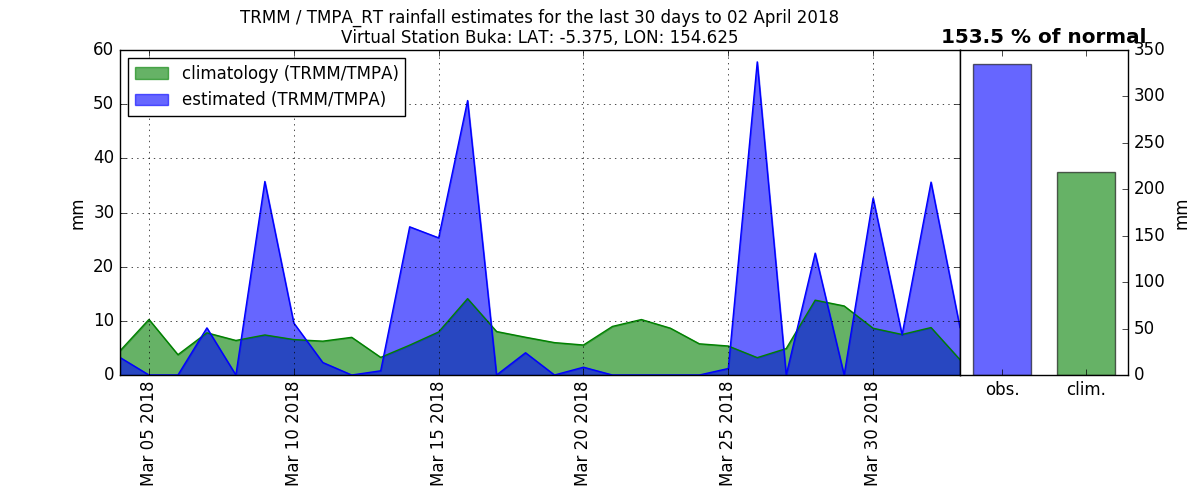 TRMM / TMPA_RT rainfall estimates for the last 30 days to 02 April 2018
Virtual Station Buka: LAT: -5.375, LON: 154.625
153.5 % of normal
climatology (TRMM/TMPA)
estimated (TRMM/TMPA)
60
50
40
30
20
10
0
mm
Mar 05 2018
Mar 10 2018
Mar 15 2018
Mar 20 2018
Mar 25 2018
Mar 30 2018
350
300
250
200
150
100
50
0
mm
obs.
clim.